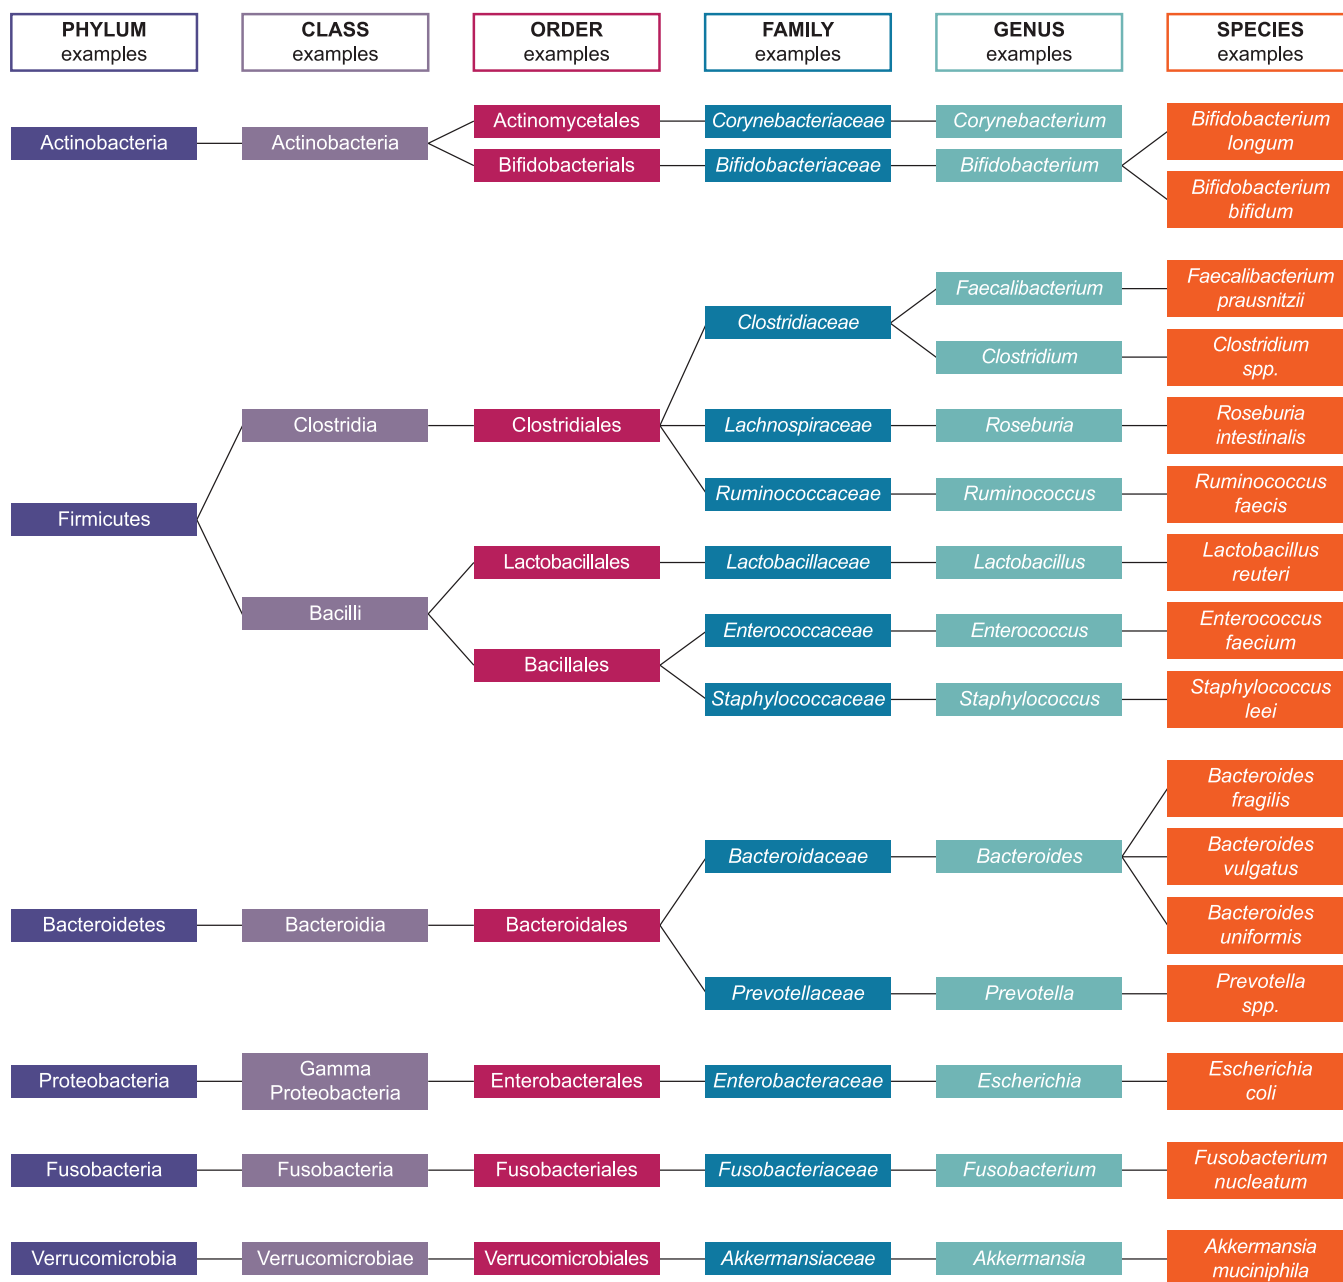 PHYLUM
examples
CLASS
examples
ORDER
examples
FAMILY
examples
GENUS
examples
SPECIES
examples
Actinobacteria
Actinobacteria
Actinomycetales
Corynebacteriaceae
Corynebacterium
Bifidobacterials
Bifidobacteriaceae
Bifidobacterium
Bifidobacterium
longum
Bifidobacterium
bifidum
Firmicutes
Clostridia
Clostridiales
Clostridiaceae
Faecalibacterium
Faecalibacterium
prausnitzii
Clostridium
Clostridium
spp.
Lachnospiraceae
Roseburia
Roseburia
intestinalis
Ruminococcaceae
Ruminococcus
Ruminococcus
faecis
Bacilli
Lactobacillales
Lactobacillaceae
Lactobacillus
Lactobacillus
reuteri
Bacillales
Enterococcaceae
Enterococcus
Enterococcus
faecium
Staphylococcaceae
Staphylococcus
Staphylococcus
leei
Bacteroidetes
Bacteroidia
Bacteroidales
Bacteroidaceae
Bacteroides
Bacteroides
fragilis
Bacteroides
vulgatus
Bacteroides
uniformis
Prevotellaceae
Prevotella
Prevotella
spp.
Proteobacteria
Gamma
Proteobacteria
Enterobacterales
Enterobacteraceae
Escherichia
Escherichia
coli
Fusobacteria
Fusobacteria
Fusobacteriales
Fusobacteriaceae
Fusobacterium
Fusobacterium
nucleatum
Verrucomicrobia
Verrucomicrobiae
Verrucomicrobiales
Akkermansiaceae
Akkermansia
Akkermansia
muciniphila